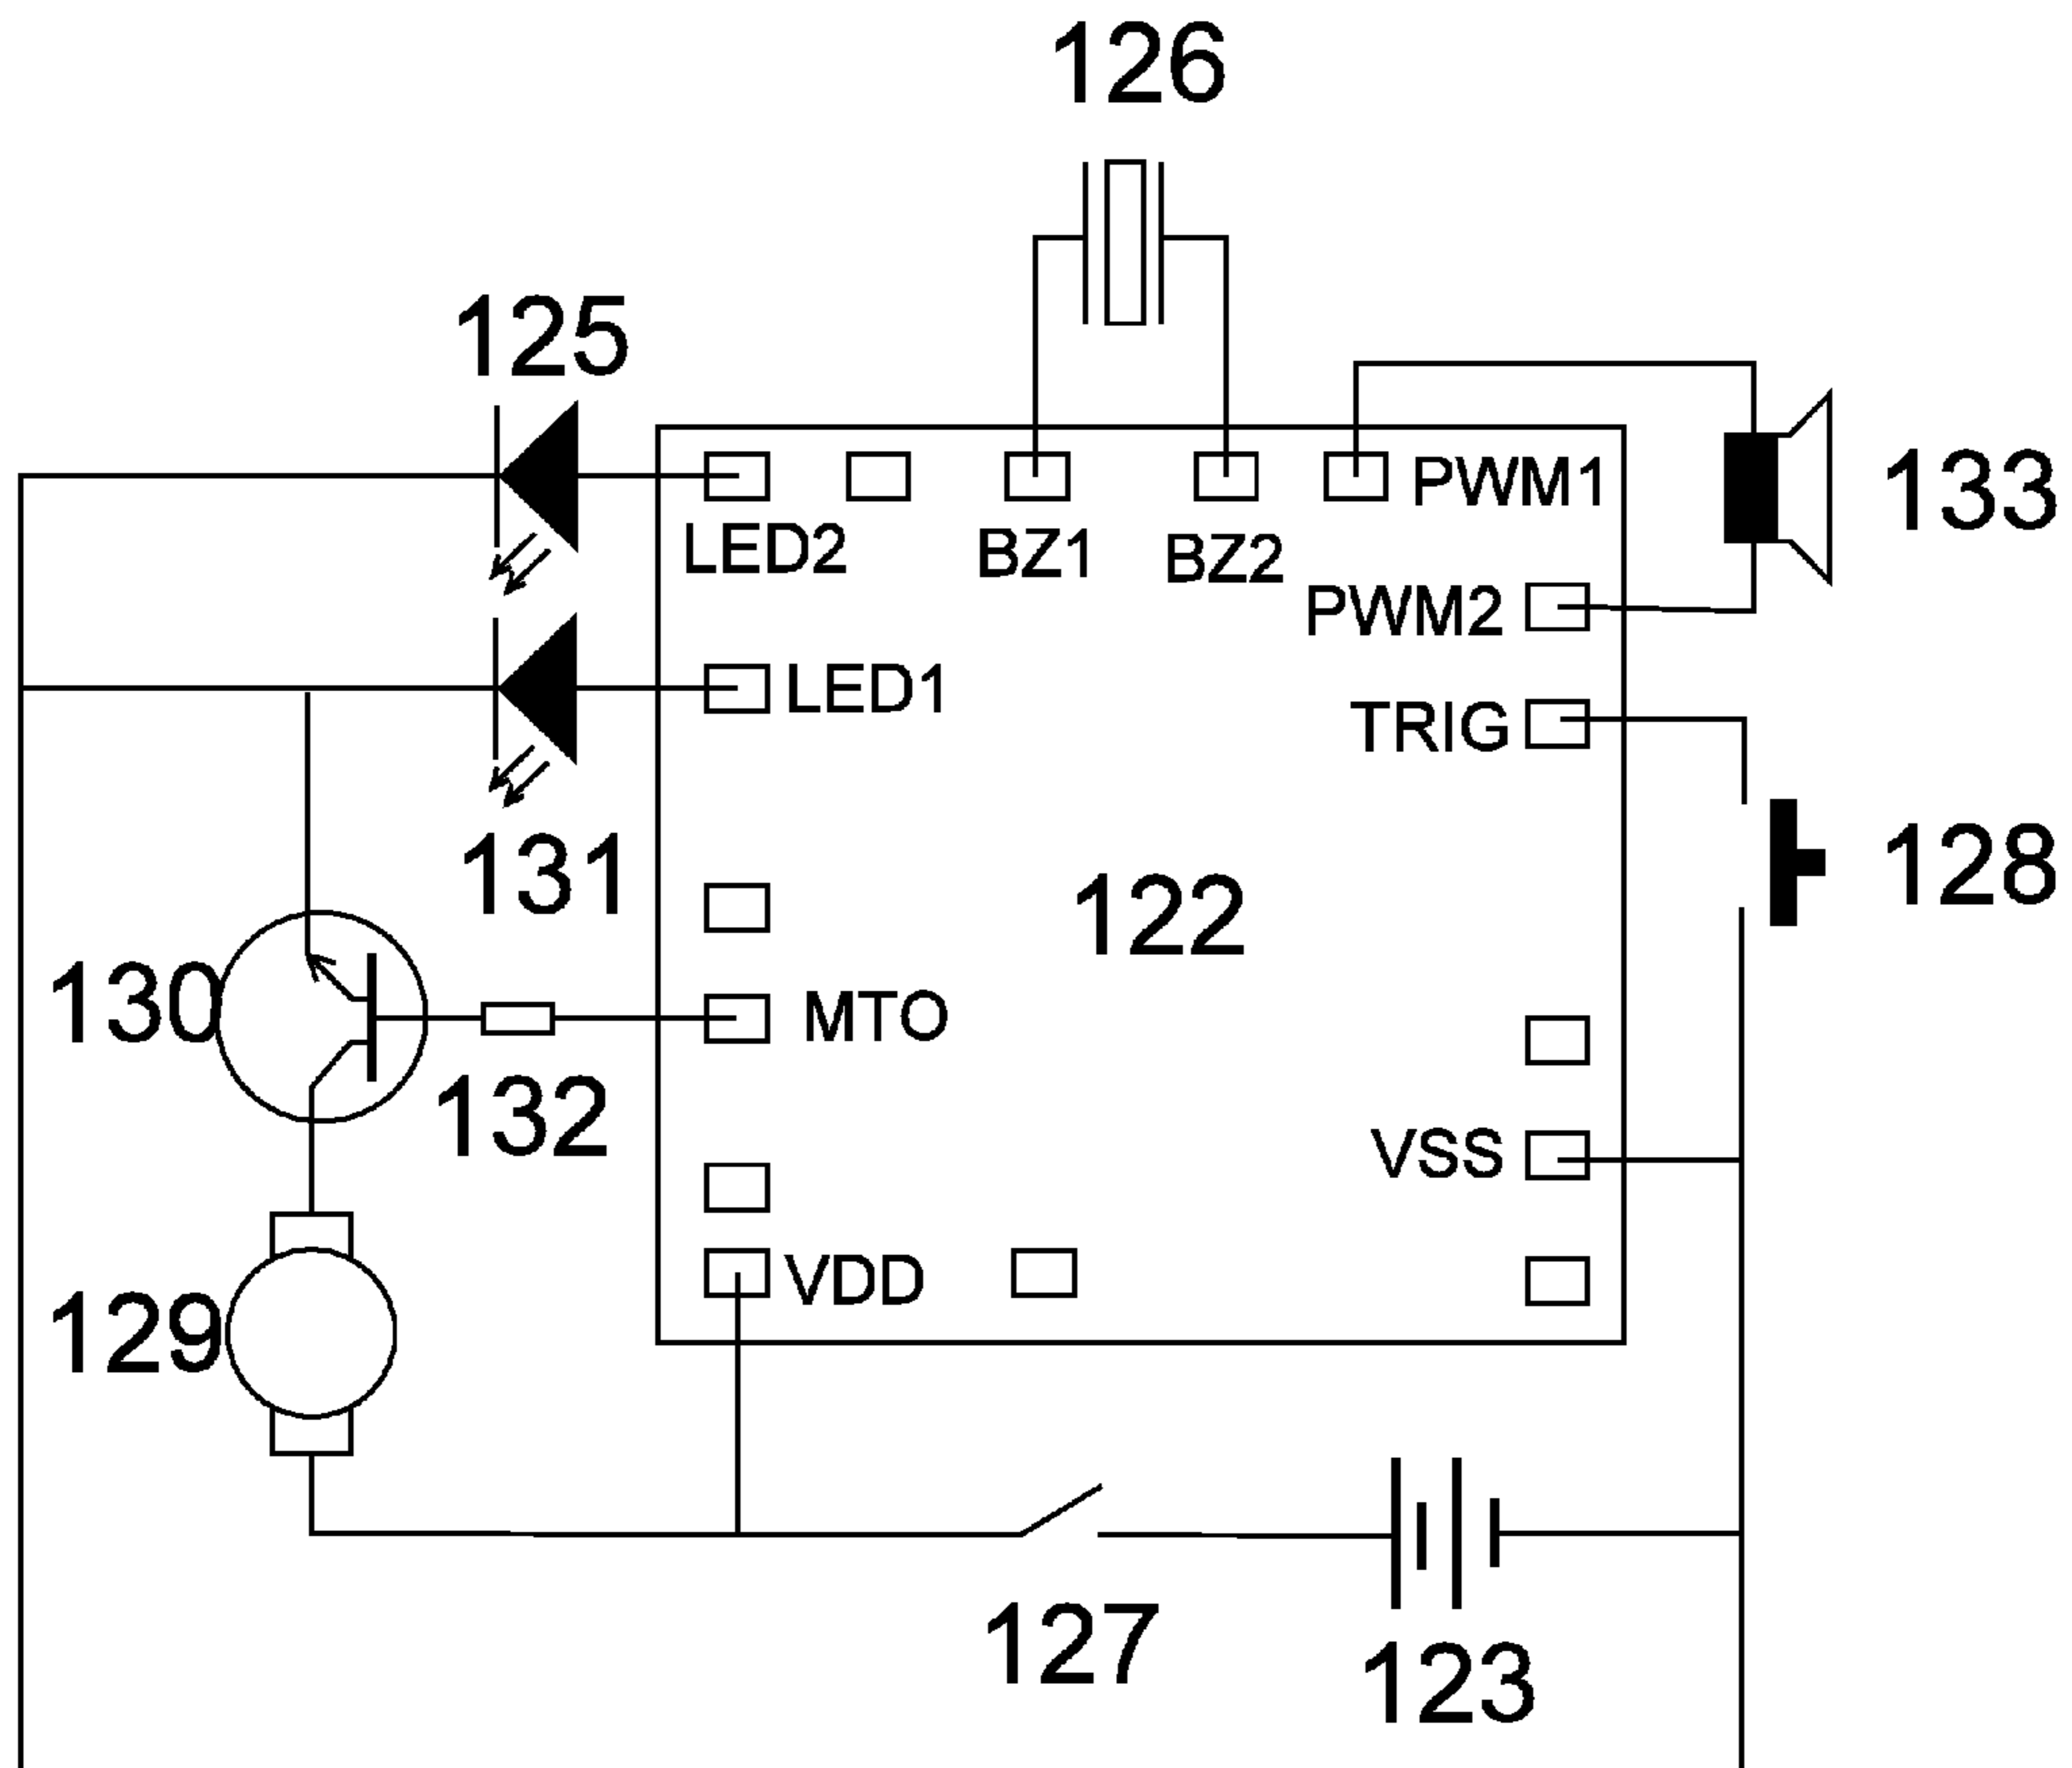 126
125
133
LED2
BZ1
BZ2
PWM1
PWM2
LED1
TRIG
131
128
122
130
MTO
132
VSS
129
VDD
127
123